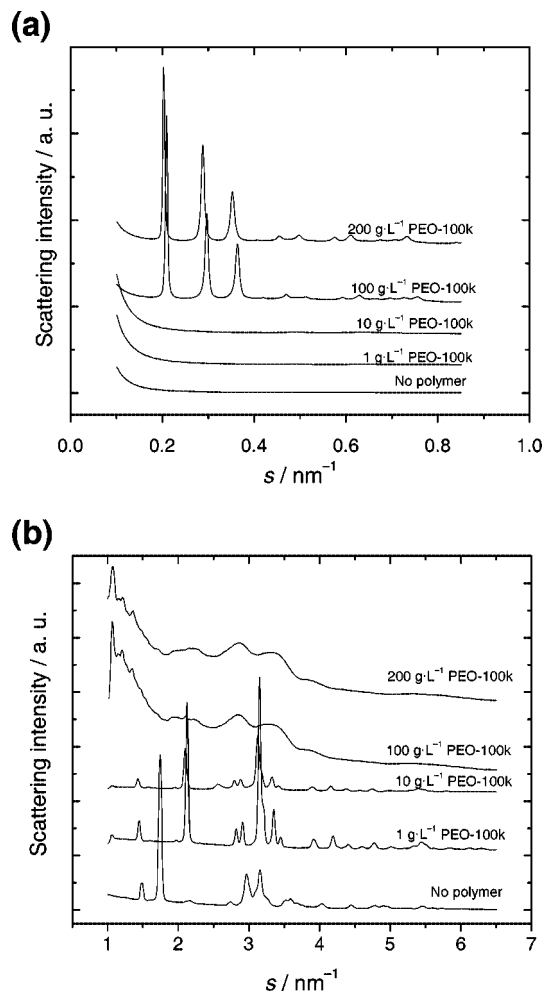 (a)
Scattering intensity / a. u.
200 g·L⁻¹ PEO-100k
100 g·L⁻¹ PEO-100k
10 g·L⁻¹ PEO-100k
1 g·L⁻¹ PEO-100k
No polymer
0.0 0.2 0.4 0.6 0.8 1.0
s / nm⁻¹
(b)
Scattering intensity / a. u.
200 g·L⁻¹ PEO-100k
100 g·L⁻¹ PEO-100k
10 g·L⁻¹ PEO-100k
1 g·L⁻¹ PEO-100k
No polymer
1 2 3 4 5 6 7
s / nm⁻¹